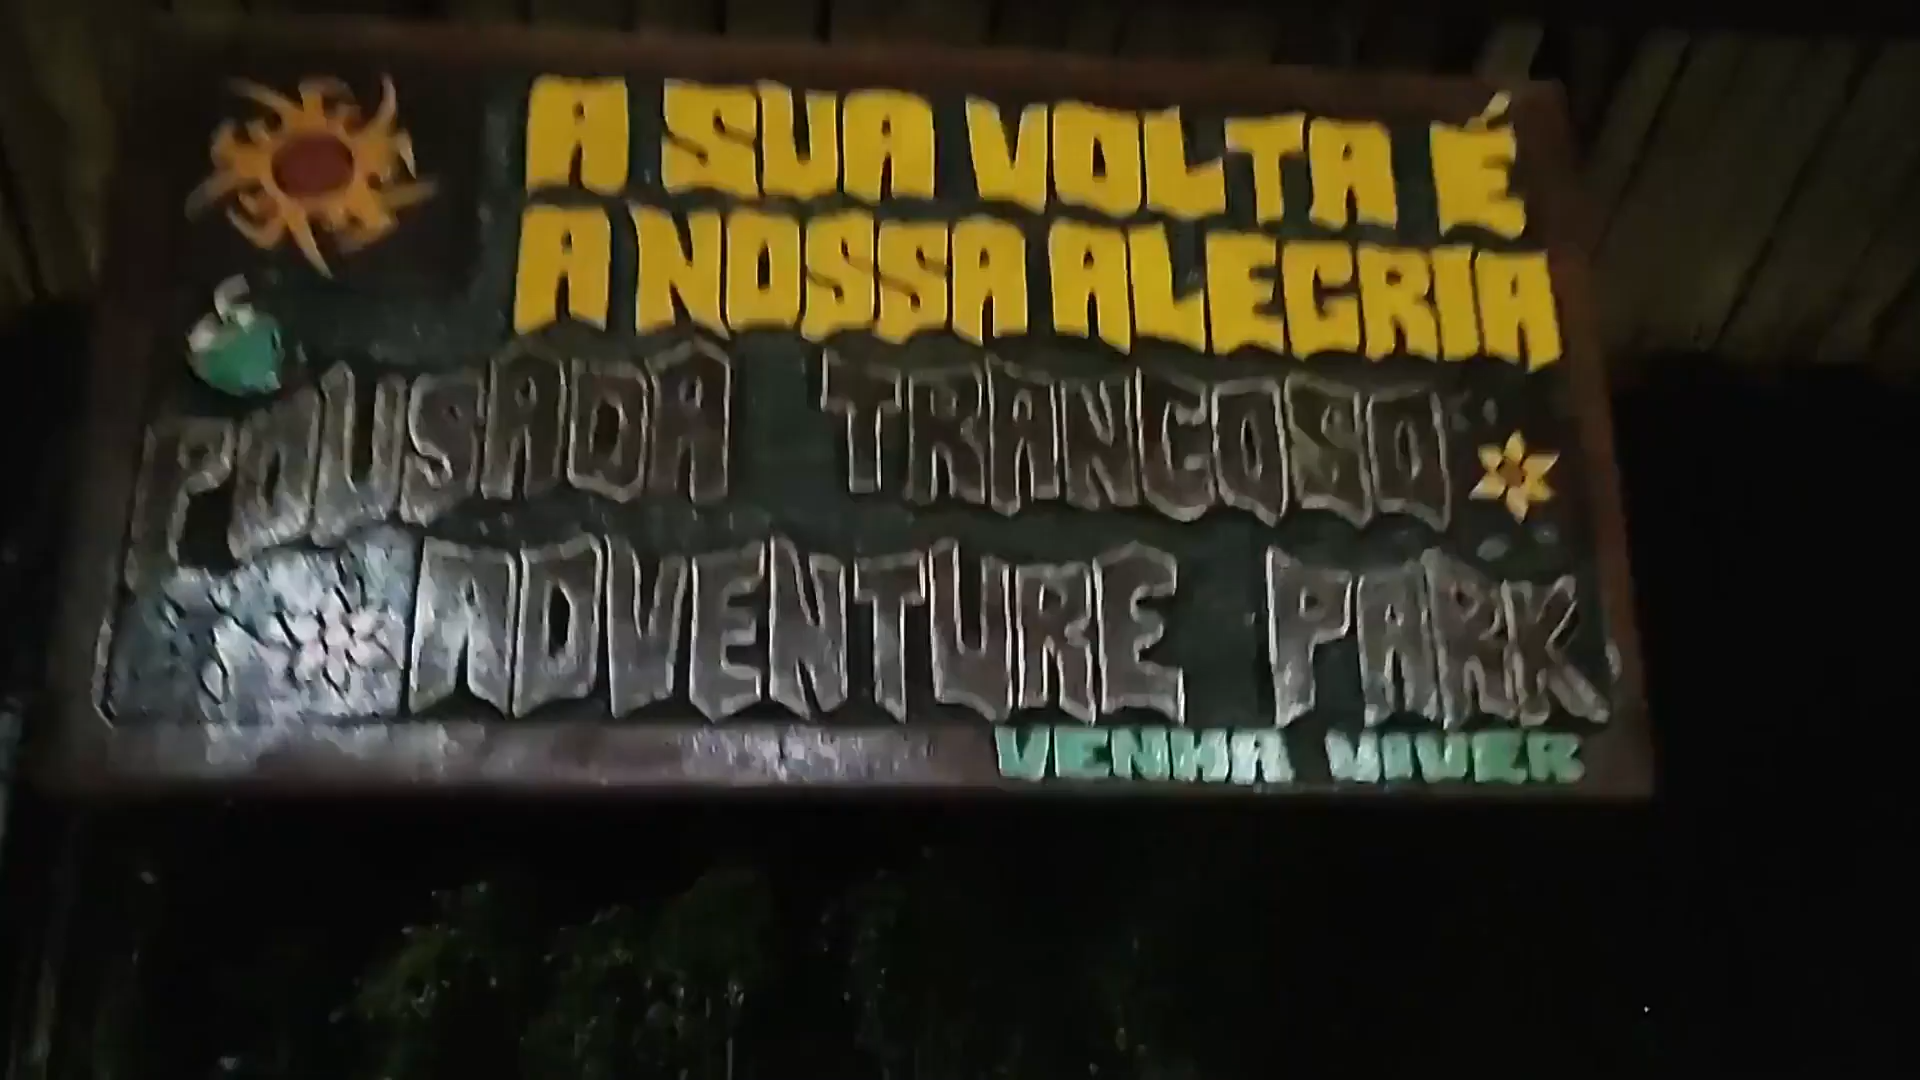 A SUA VOLTA É
A NOSSA ALEGRIA
POUSADA TRANCOSO
ADVENTURE PARK
VENHA VIVER